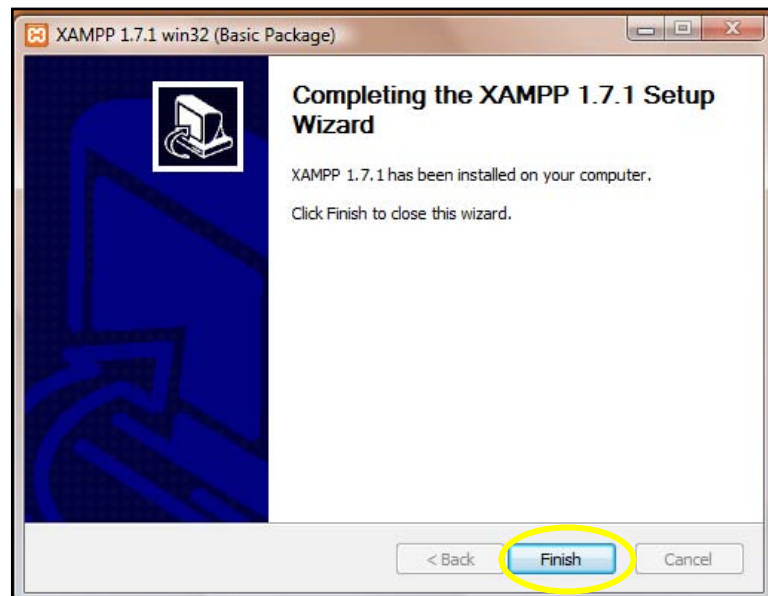 XAMPP 1.7.1 win32 (Basic Package)
Completing the XAMPP 1.7.1 Setup
Wizard
XAMPP 1.7.1 has been installed on your computer.
Click Finish to close this wizard.
< Back Finish Cancel